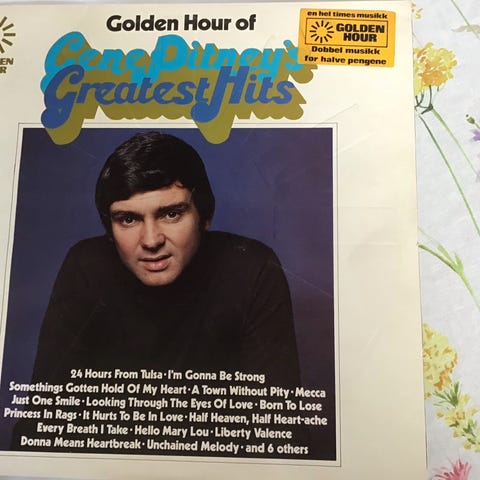 Golden Hour of
Gene Pitney's
Greatest Hits
en hel times musikk
GOLDEN
HOUR
Dobbel musikk
for halve pengene
EN
UR
24 Hours From Tulsa · I'm Gonna Be Strong
Somethings Gotten Hold Of My Heart · A Town Without Pity · Mecca
Just One Smile · Looking Through The Eyes Of Love · Born To Lose
Princess In Rags · It Hurts To Be In Love · Half Heaven, Half Heart-ache
Every Breath I Take · Hello Mary Lou · Liberty Valence
Donna Means Heartbreak · Unchained Melody · and 6 others